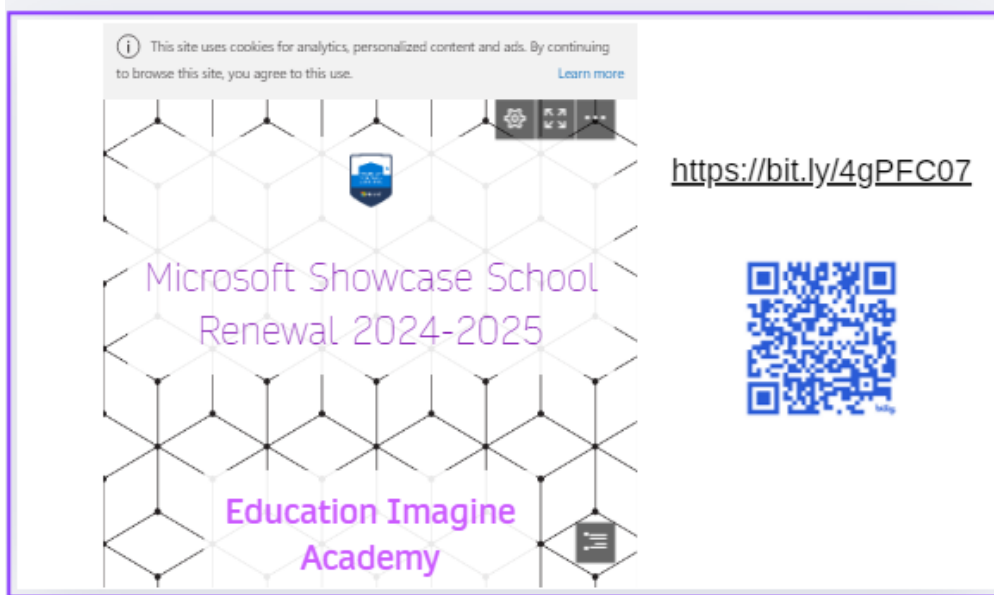 This site uses cookies for analytics, personalized content and ads. By continuing
to browse this site, you agree to this use.
Learn more
https://bit.ly/4gPFC07
Microsoft Showcase School
Renewal 2024-2025
Education Imagine
Academy